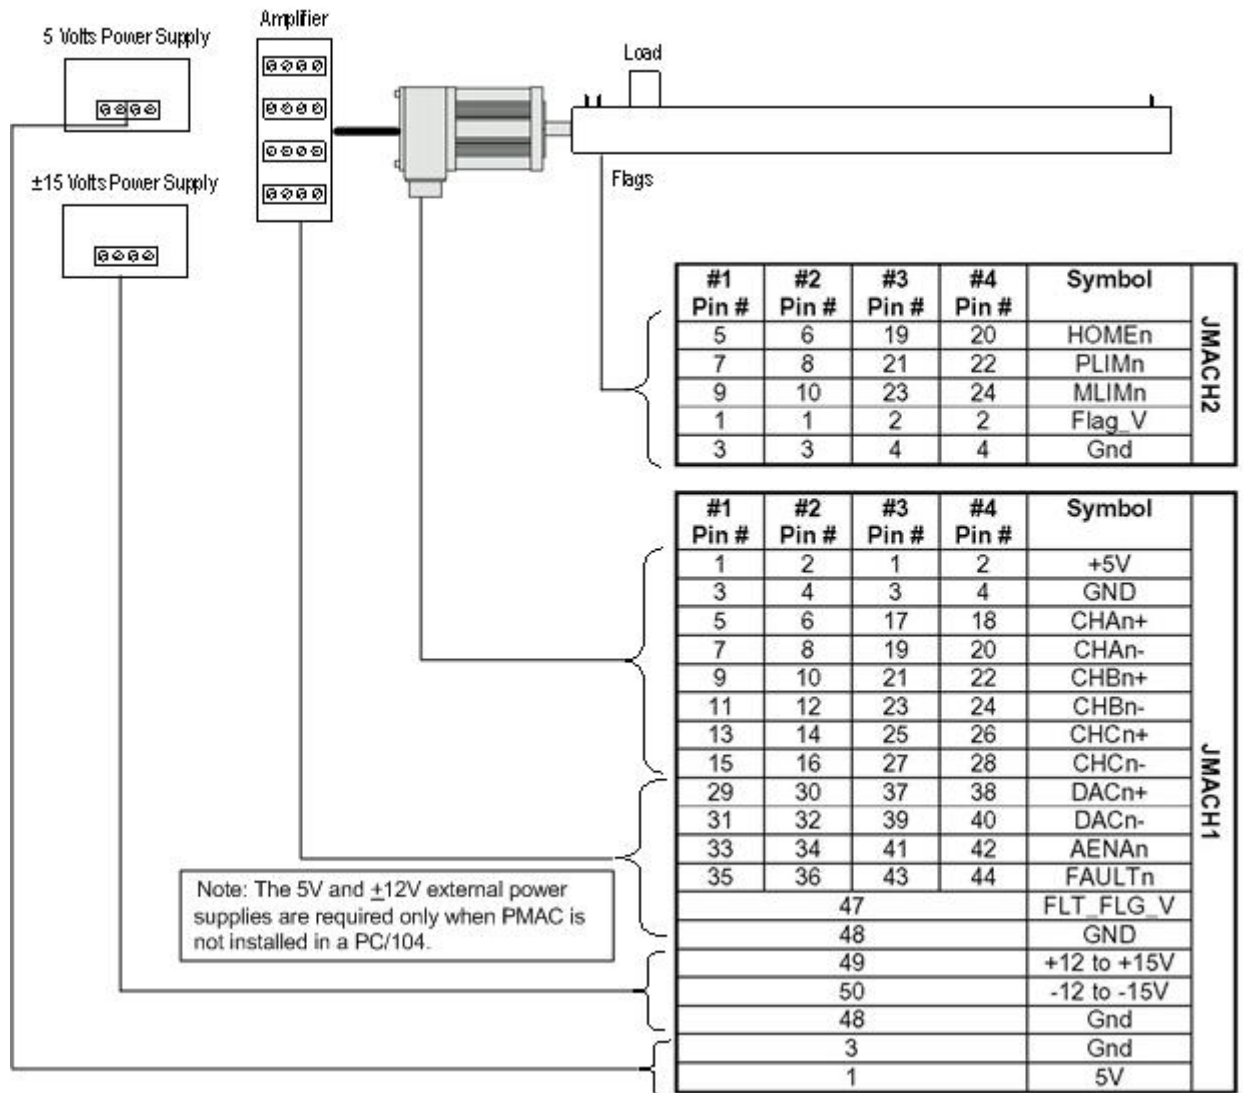 Amplifier
5 Volts Power Supply
Load
±15 Volts Power Supply
Flags
#1 #2 #3 #4 Symbol
Pin # Pin # Pin # Pin #
5 6 19 20 HOMEn
7 8 21 22 PLIMn
9 10 23 24 MLIMn
1 1 2 2 Flag_V
3 3 4 4 Gnd
JMACH2
#1 #2 #3 #4 Symbol
Pin # Pin # Pin # Pin #
1 2 1 2 +5V
3 4 3 4 GND
5 6 17 18 CHAn+
7 8 19 20 CHAn-
9 10 21 22 CHBn+
11 12 23 24 CHBn-
13 14 25 26 CHCn+
15 16 27 28 CHCn-
29 30 37 38 DACn+
31 32 39 40 DACn-
33 34 41 42 AENAn
35 36 43 44 FAULTn
47 FLT_FLG_V
48 GND
49 +12 to +15V
50 -12 to -15V
48 Gnd
3 Gnd
1 5V
JMACH1
Note: The 5V and ±12V external power
supplies are required only when PMAC is
not installed in a PC/104.